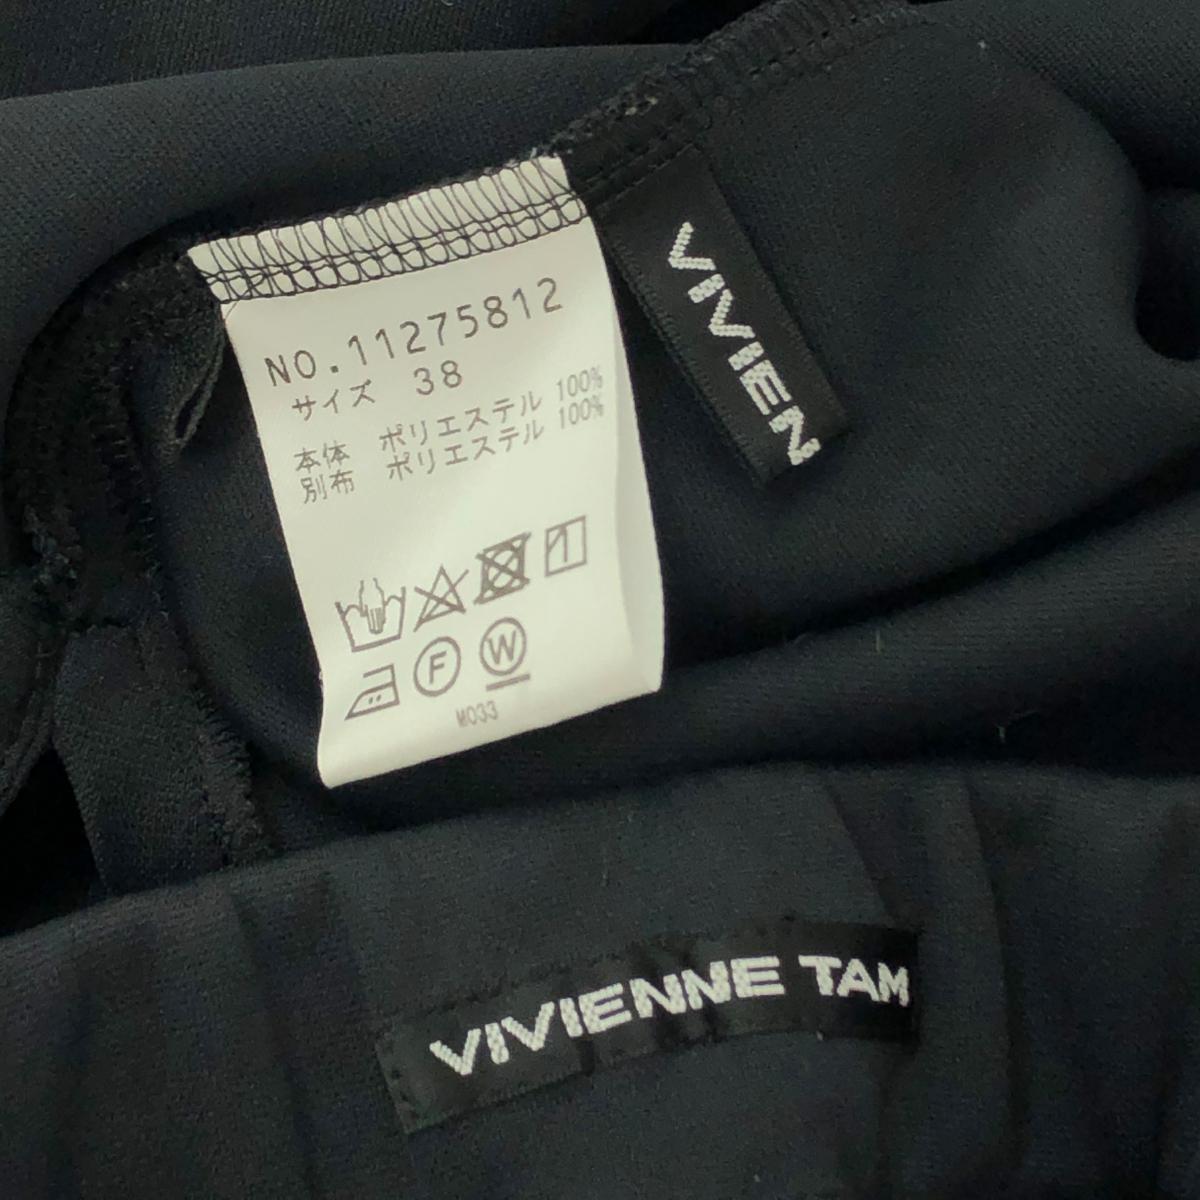 NO.11275812
サイズ 38
本体 ポリエステル 100%
別布 ポリエステル 100%
F W
M033
VIVIEN
VIVIENNE TAM